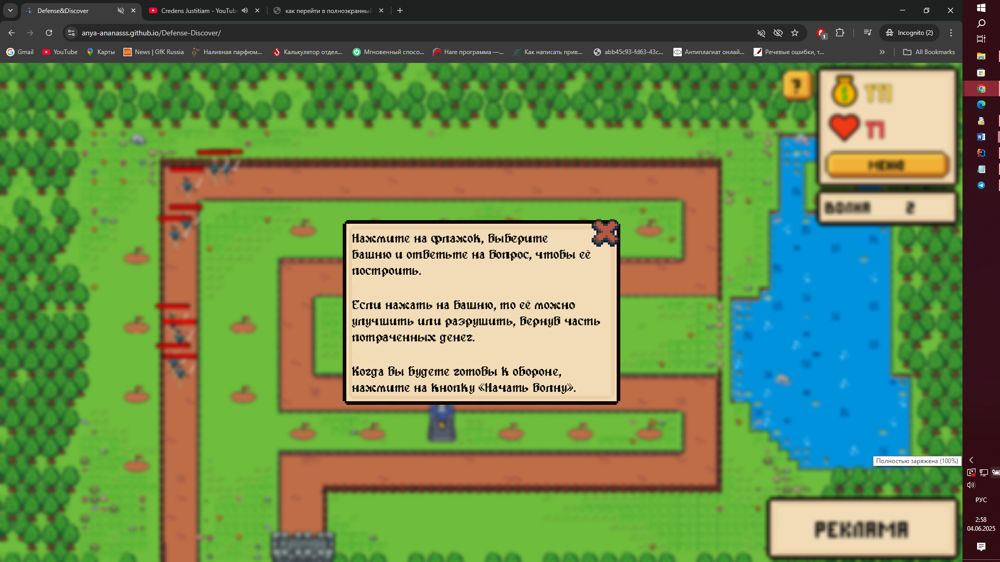 Defense&Discover
Credens Justitiam - YouTube
как перейти в полноэкранный
anya-ananasss.github.io/Defense-Discover/
1
Incognito (2)
Gmail
YouTube
Карты
News | GfK Russia
Наливная парфюм...
Калькулятор отдел...
Мгновенный спосо...
Hare программа —...
Как написать прив...
abb45c93-fd63-43c...
Антиплагиат онлай...
Речевые ошибки, т...
All Bookmarks
?
МЕНЮ
ВОЛНА 2
Нажмите на флажок, выберите
башню и ответьте на вопрос, чтобы её
построить.
Если нажать на башню, то её можно
улучшить или разрушить, вернув часть
потраченных денег.
Когда вы будете готовы к обороне,
нажмите на кнопку «Начать волну».
Полностью заряжена (100%)
РУС
2:58
04.06.2025
РЕКЛАМА